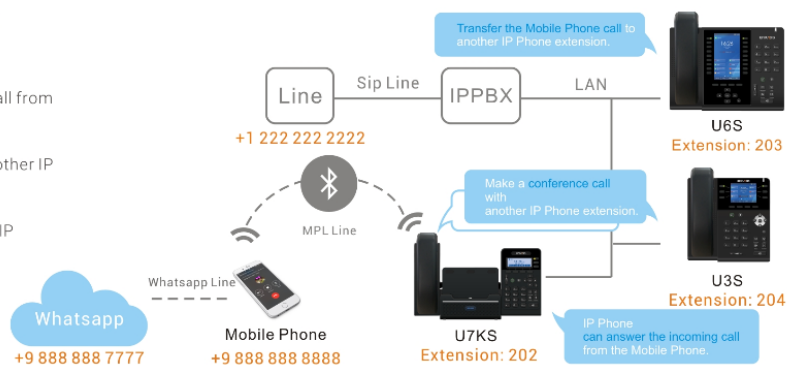 Transfer the Mobile Phone call to
another IP Phone extension.
all from
Line
Sip Line
IPPBX
LAN
+1 222 222 2222
U6S
Extension: 203
other IP
Make a conference call
with
another IP Phone extension.
IP
MPL Line
Whatsapp Line
U3S
Extension: 204
Whatsapp
+9 888 888 7777
Mobile Phone
+9 888 888 8888
U7KS
Extension: 202
IP Phone
can answer the incoming call
from the Mobile Phone.